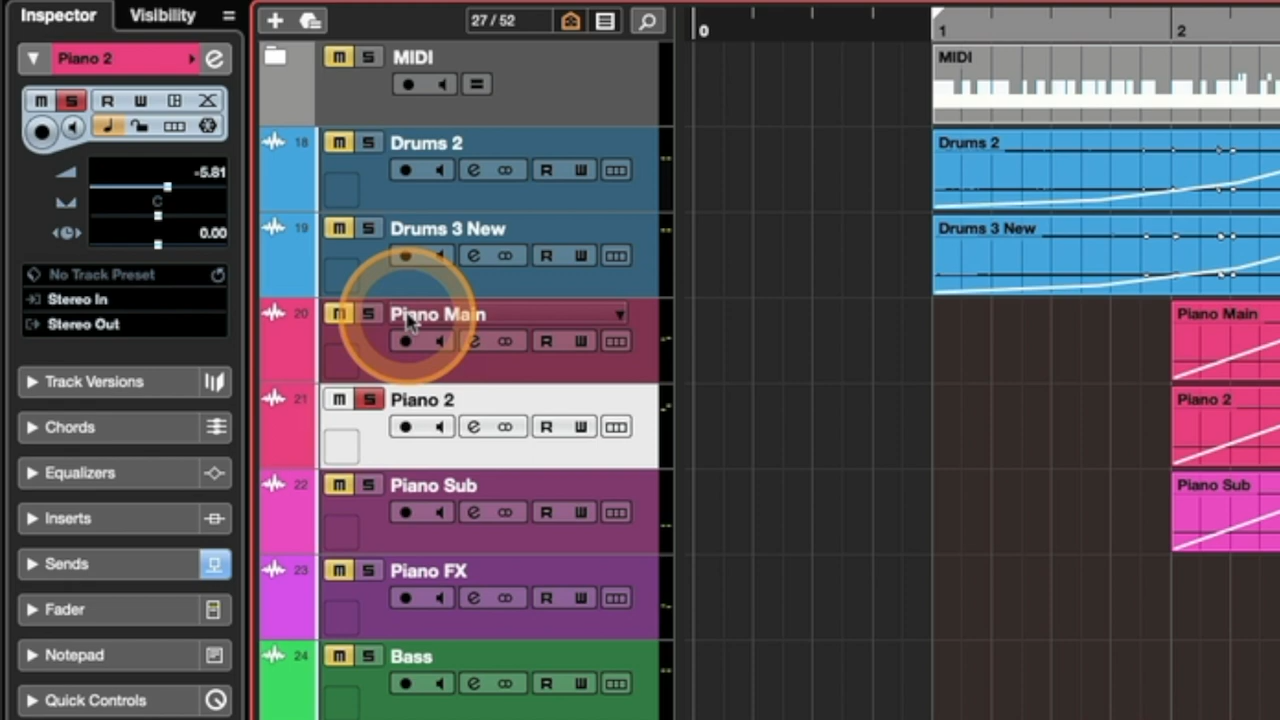 Inspector
Visibility
27 / 52
0
1
2
Piano 2
e
m S R W
-5.81
C
0.00
No Track Preset
Stereo In
Stereo Out
Track Versions
Chords
Equalizers
Inserts
Sends
Fader
Notepad
Quick Controls
m S MIDI
18 m S Drums 2
e R W
19 m S Drums 3 New
e R W
20 m S Piano Main
R W
21 m S Piano 2
e R W
22 m S Piano Sub
e R W
23 m S Piano FX
e R W
24 m S Bass
e R W
MIDI
Drums 2
Drums 3 New
Piano Main
Piano 2
Piano Sub